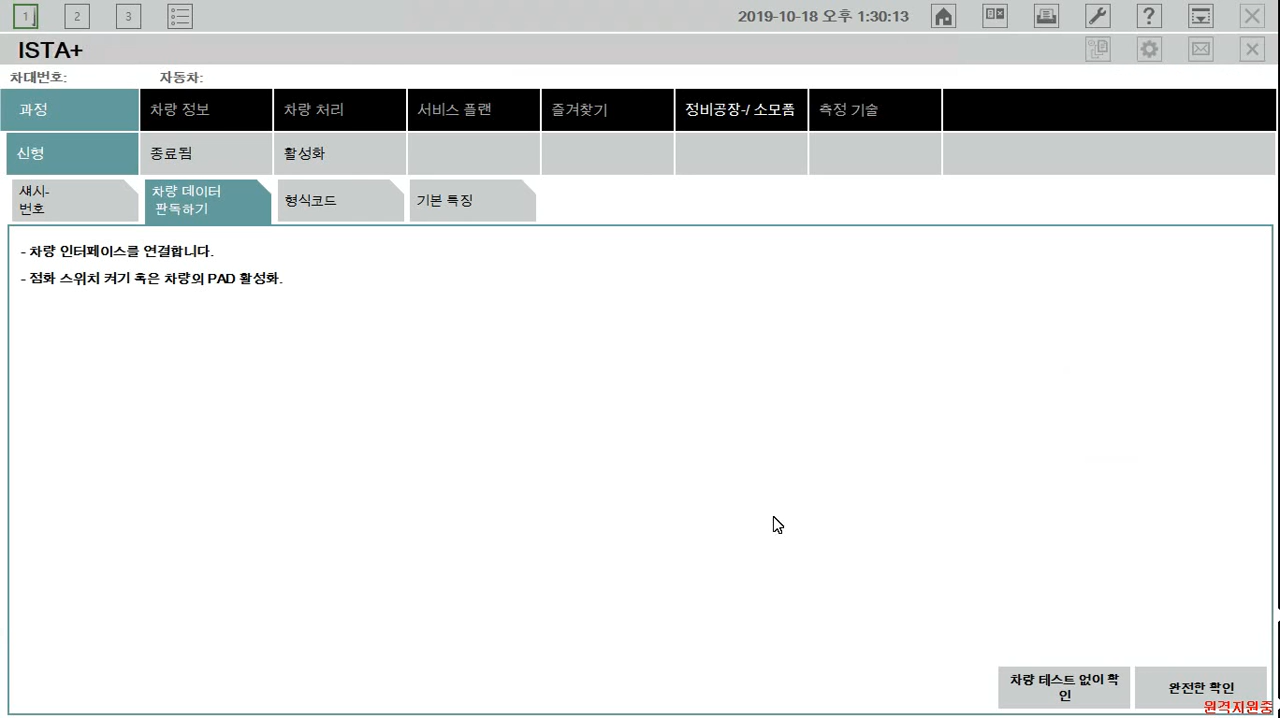 1 2 3 2019-10-18 오후 1:30:13 ?
ISTA+
차대번호: 자동차:
과정 차량 정보 차량 처리 서비스 플랜 즐겨찾기 정비공장-/ 소모품 측정 기술
신형 종료됨 활성화
섀시-
번호
차량 데이터
판독하기
형식코드
기본 특징
- 차량 인터페이스를 연결합니다.
- 점화 스위치 켜기 혹은 차량의 PAD 활성화.
차량 테스트 없이 확
인
완전한 확인
원격지원중